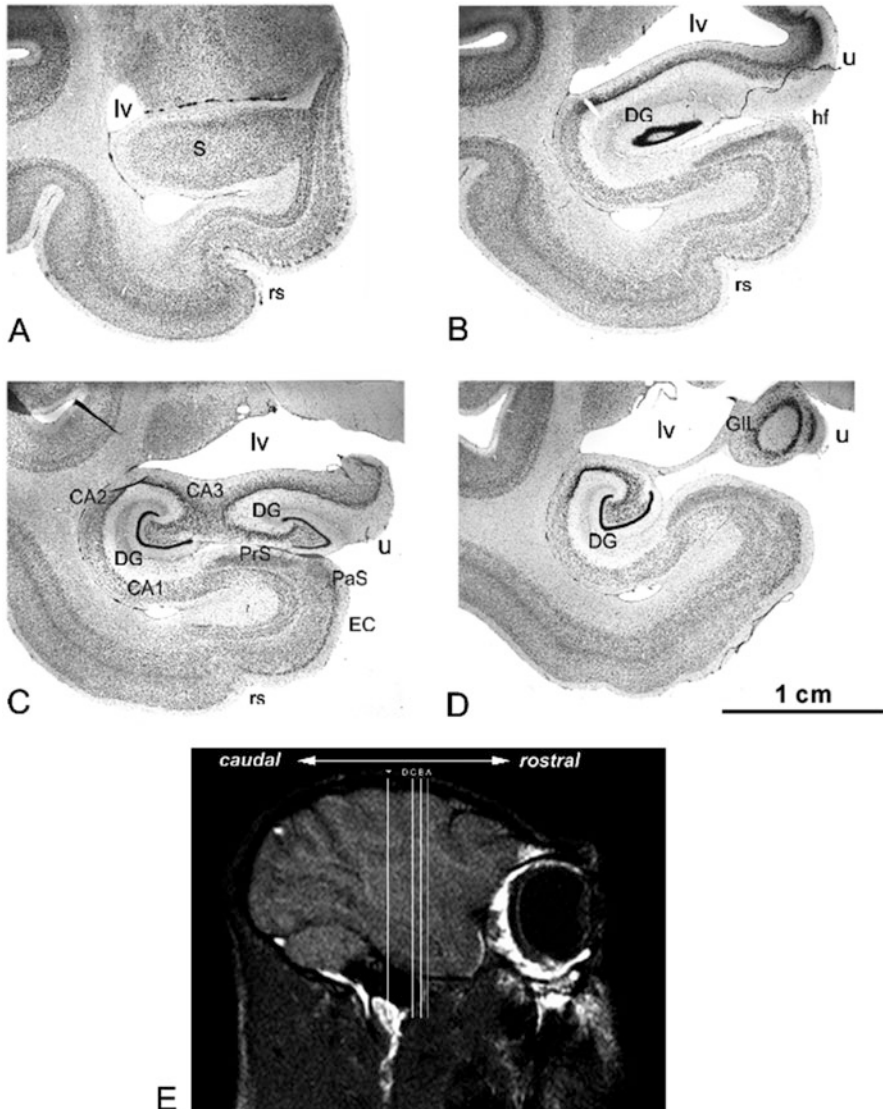 lv
S
rs
A
lv
u
DG
hf
rs
B
lv
CA2
CA3
DG
DG
u
PrS
PaS
CA1
EC
rs
C
lv
GIL
u
DG
D
1 cm
caudal
rostral
D C B A
E